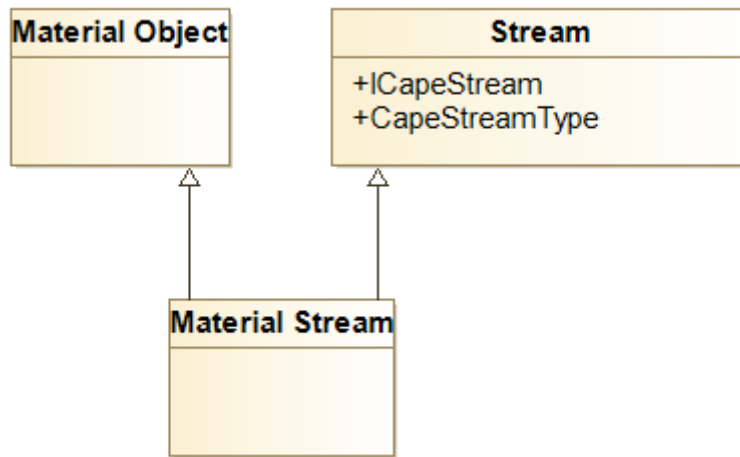 Material Object
Stream
+ICapeStream
+CapeStreamType
Material Stream